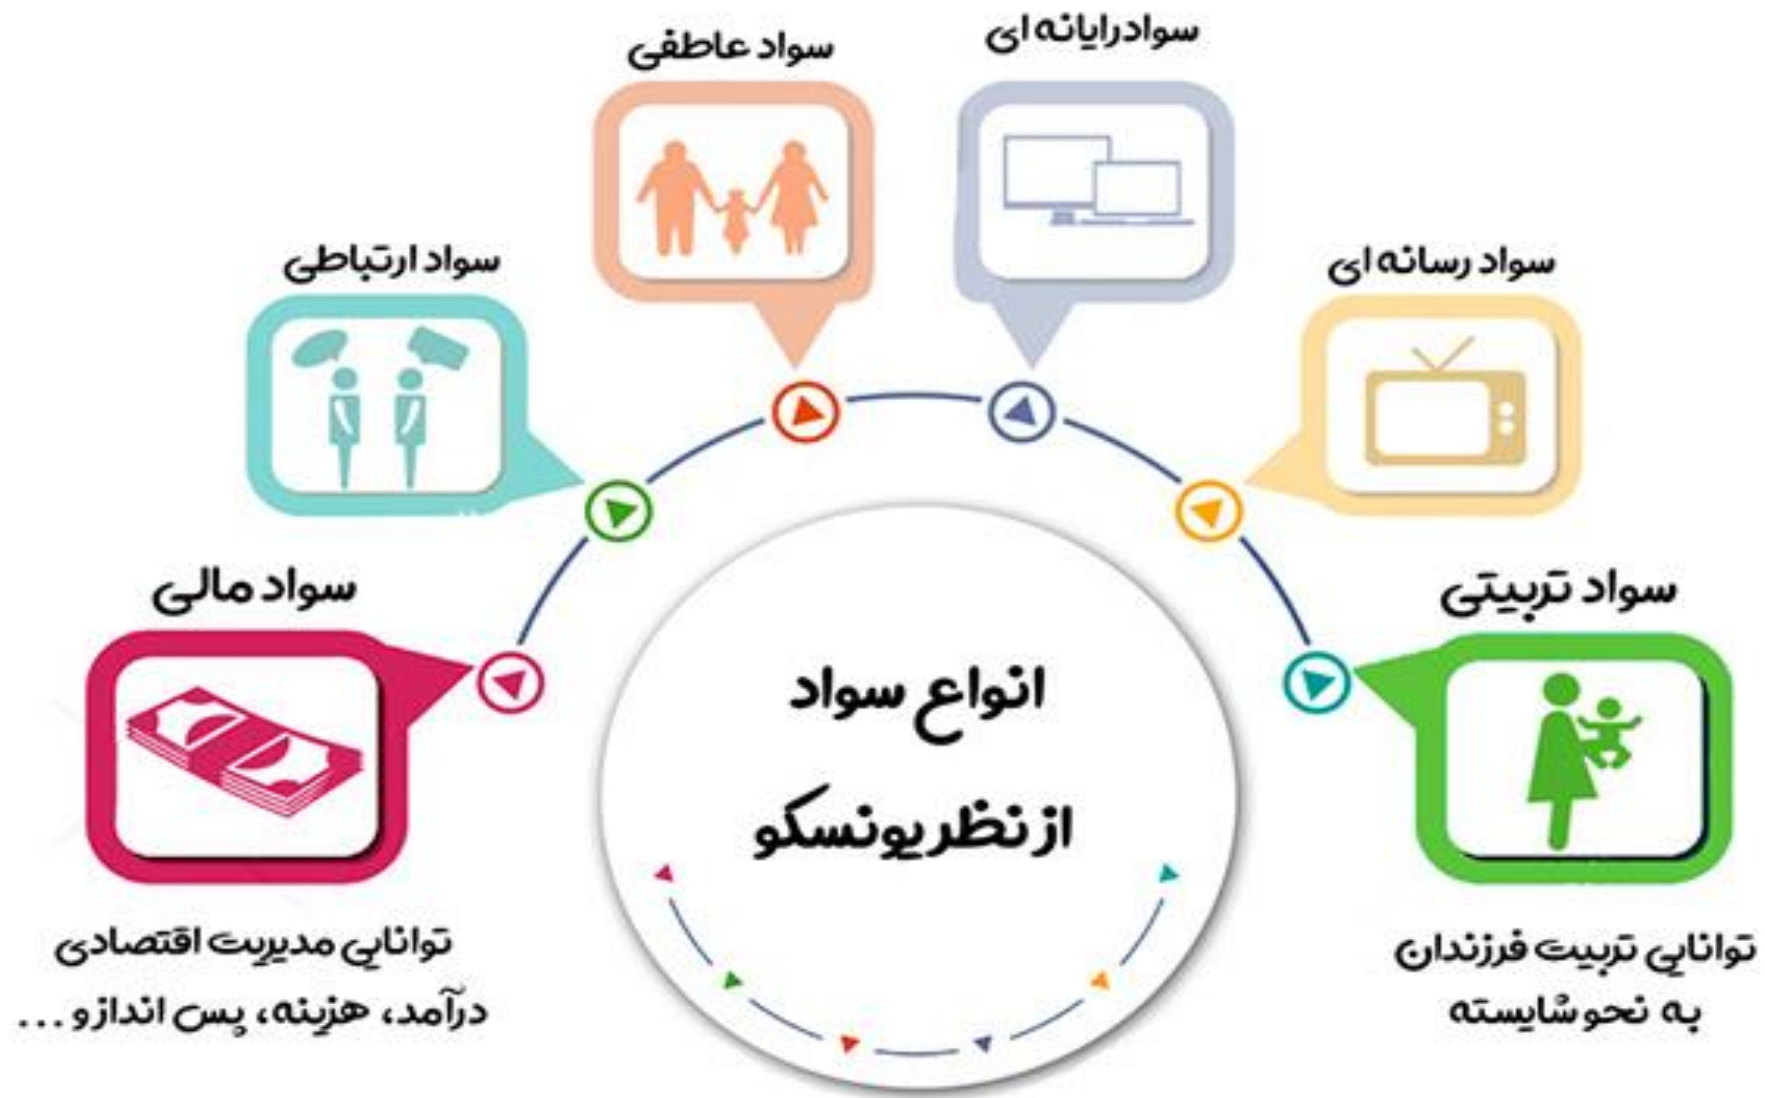 سواد رایانه ای
سواد عاطفی
سواد رسانه ای
سواد ارتباطی
سواد تربیتی
سواد مالی
انواع سواد
از نظر یونسکو
توانایی تربیت فرزندان
به نحو شایسته
توانایی مدیریت اقتصادی
درآمد، هزینه، پس انداز و ...